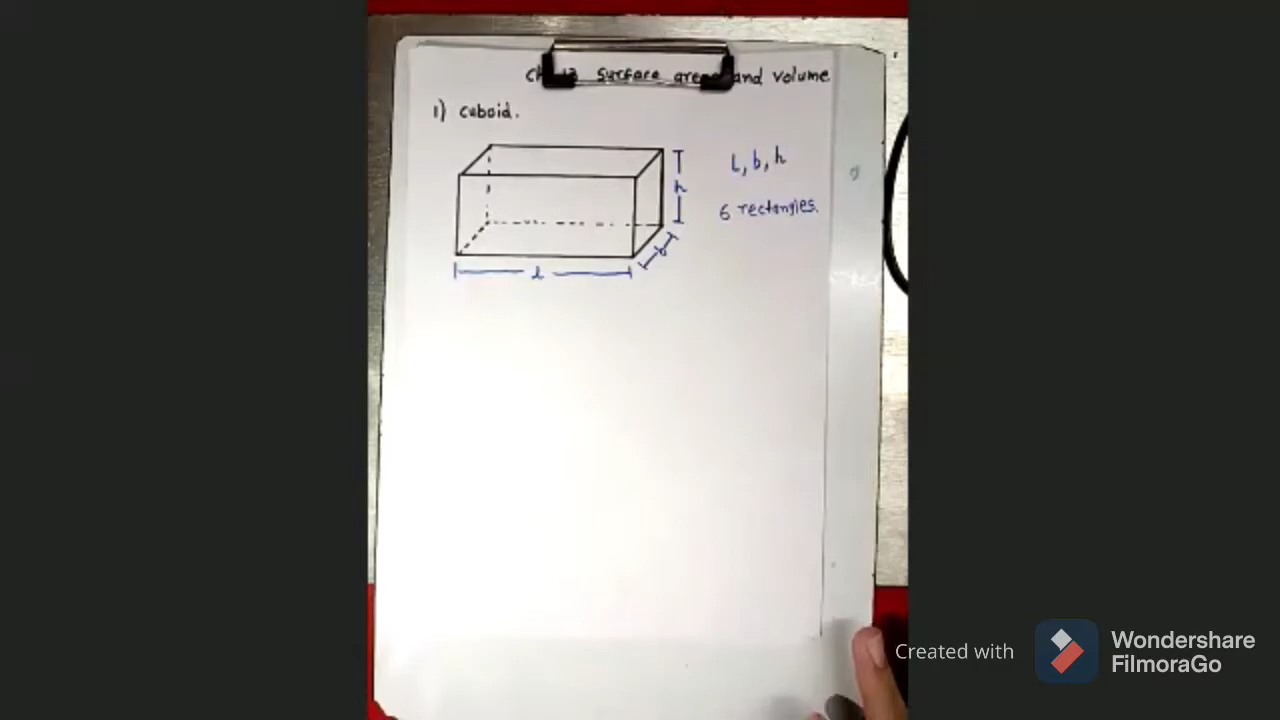 Surface area and volume
1) cuboid.
l, b, h
6 rectangles.
h
b
l
Created with
Wondershare
FilmoraGo